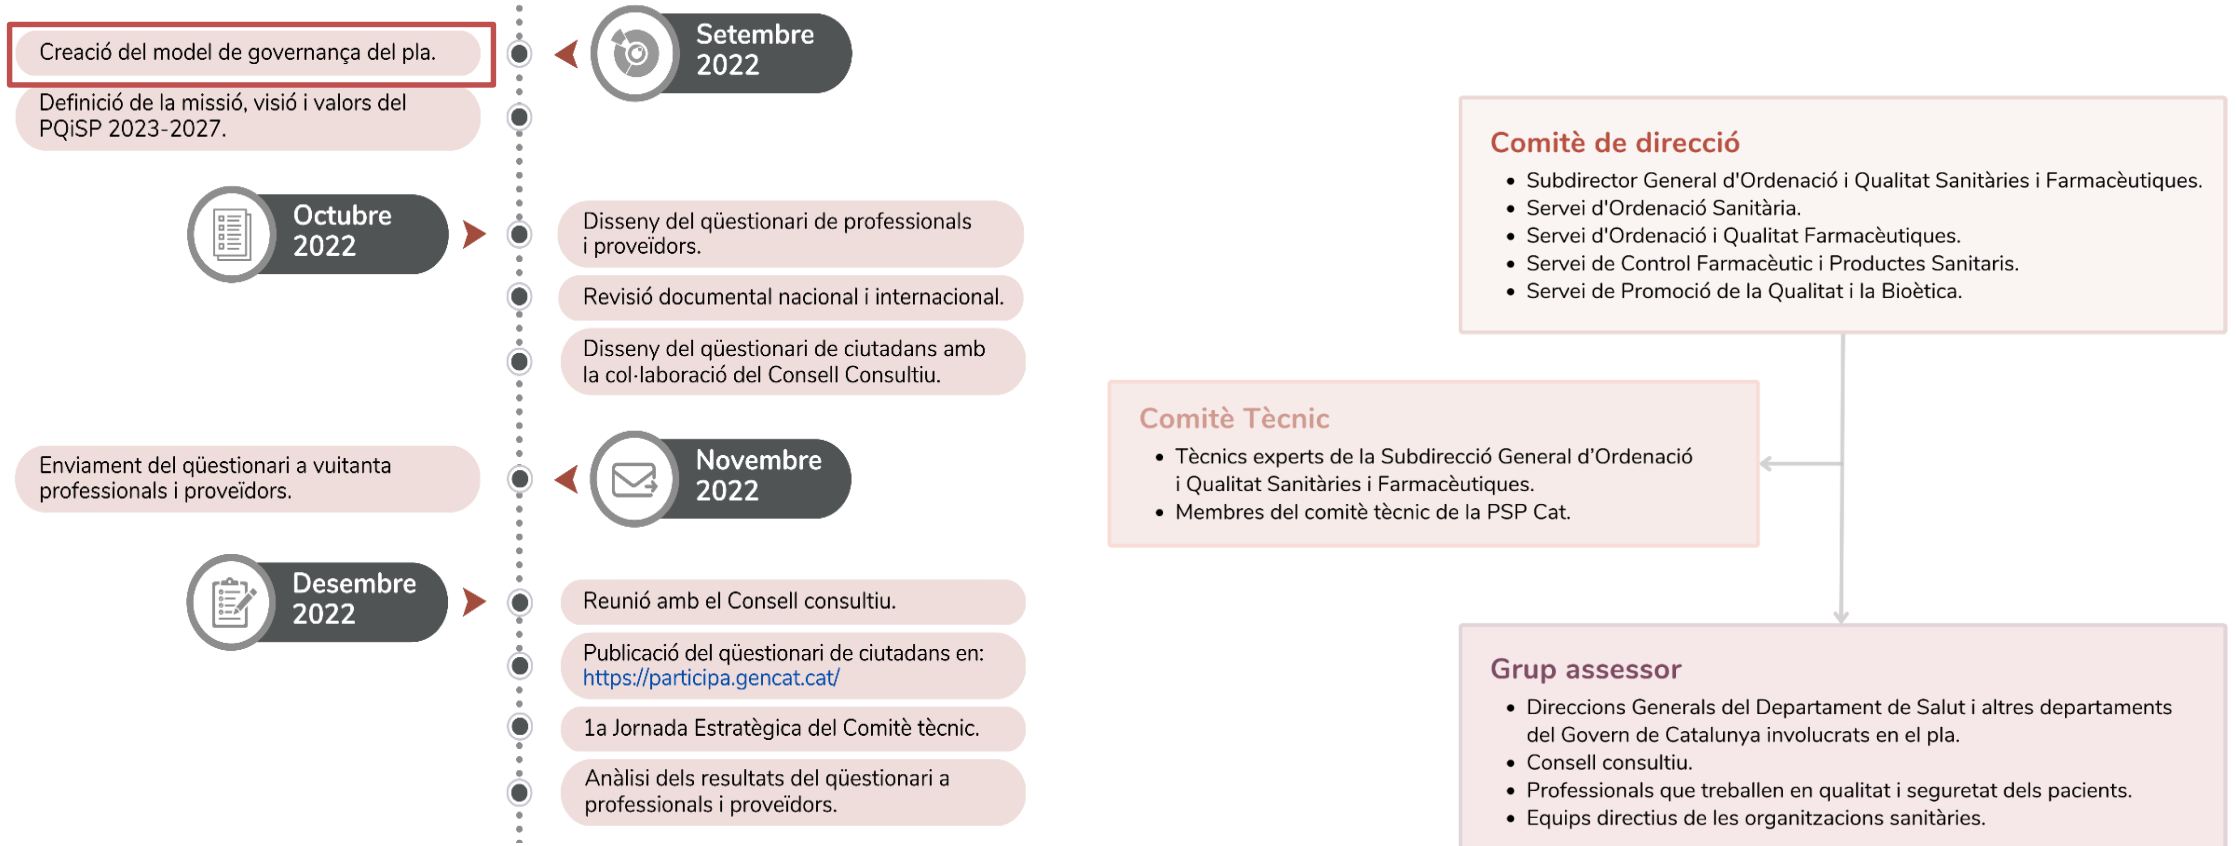 Setembre
2022
Creació del model de governança del pla.
Definició de la missió, visió i valors del
PQiSP 2023-2027.
Octubre
2022
Disseny del qüestionari de professionals
i proveïdors.
Revisió documental nacional i internacional.
Disseny del qüestionari de ciutadans amb
la col·laboració del Consell Consultiu.
Novembre
2022
Enviament del qüestionari a vuitanta
professionals i proveïdors.
Desembre
2022
Reunió amb el Consell consultiu.
Publicació del qüestionari de ciutadans en:
https://participa.gencat.cat/
1a Jornada Estratègica del Comitè tècnic.
Anàlisi dels resultats del qüestionari a
professionals i proveïdors.
Comitè de direcció
• Subdirector General d'Ordenació i Qualitat Sanitàries i Farmacèutiques.
• Servei d'Ordenació Sanitària.
• Servei d'Ordenació i Qualitat Farmacèutiques.
• Servei de Control Farmacèutic i Productes Sanitaris.
• Servei de Promoció de la Qualitat i la Bioètica.
Comitè Tècnic
• Tècnics experts de la Subdirecció General d’Ordenació
i Qualitat Sanitàries i Farmacèutiques.
• Membres del comitè tècnic de la PSP Cat.
Grup assessor
• Direccions Generals del Departament de Salut i altres departaments
del Govern de Catalunya involucrats en el pla.
• Consell consultiu.
• Professionals que treballen en qualitat i seguretat dels pacients.
• Equips directius de les organitzacions sanitàries.